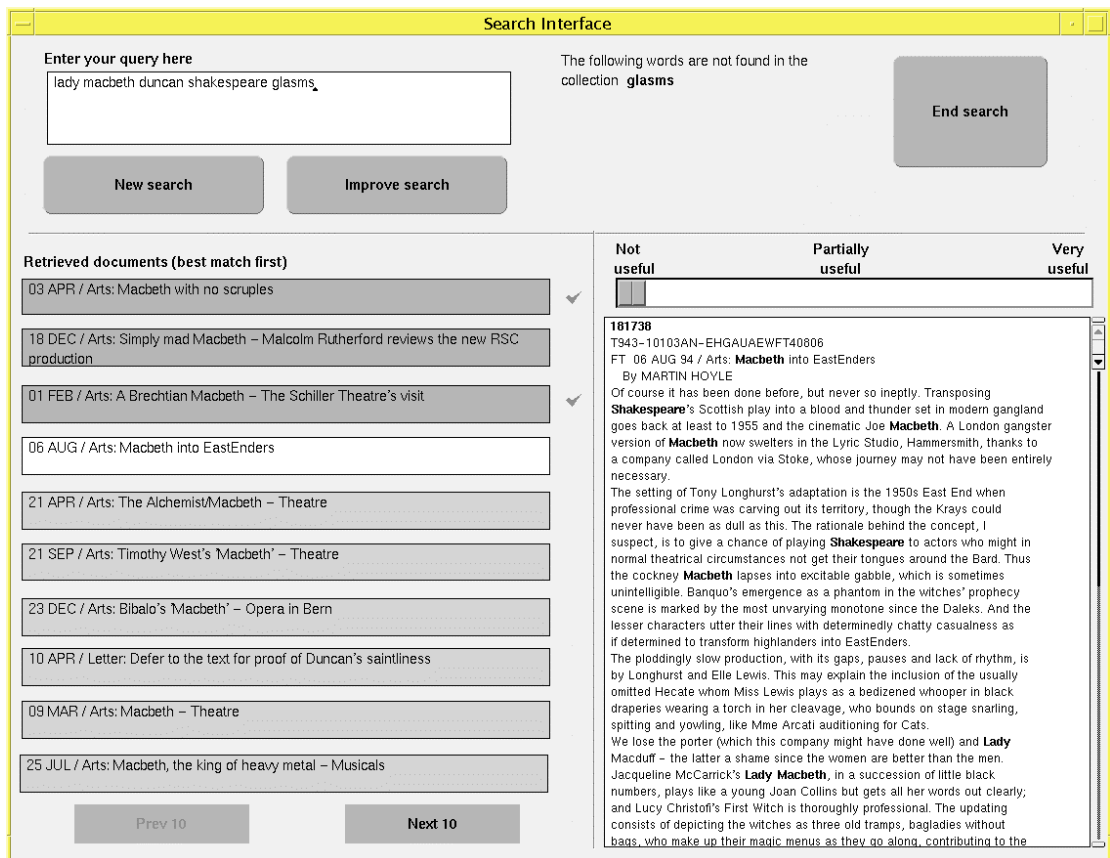 Search Interface
Enter your query here
lady macbeth duncan shakespeare glasms
The following words are not found in the
collection glasms
End search
New search
Improve search
Retrieved documents (best match first)
03 APR / Arts: Macbeth with no scruples
18 DEC / Arts: Simply mad Macbeth – Malcolm Rutherford reviews the new RSC
production
01 FEB / Arts: A Brechtian Macbeth – The Schiller Theatre's visit
06 AUG / Arts: Macbeth into EastEnders
21 APR / Arts: The Alchemist/Macbeth – Theatre
21 SEP / Arts: Timothy West's 'Macbeth' – Theatre
23 DEC / Arts: Bibalo's 'Macbeth' – Opera in Bern
10 APR / Letter: Defer to the text for proof of Duncan's saintliness
09 MAR / Arts: Macbeth – Theatre
25 JUL / Arts: Macbeth, the king of heavy metal – Musicals
Prev 10
Next 10
Not useful
Partially useful
Very useful
181738
T943-10103AN-EHGAUAEWFT40806
FT 06 AUG 94 / Arts: Macbeth into EastEnders
By MARTIN HOYLE
Of course it has been done before, but never so ineptly. Transposing
Shakespeare's Scottish play into a blood and thunder set in modern gangland
goes back at least to 1955 and the cinematic Joe Macbeth. A London gangster
version of Macbeth now swelters in the Lyric Studio, Hammersmith, thanks to
a company called London via Stoke, whose journey may not have been entirely
necessary.
The setting of Tony Longhurst's adaptation is the 1950s East End when
professional crime was carving out its territory, though the Krays could
never have been as dull as this. The rationale behind the concept, I
suspect, is to give a chance of playing Shakespeare to actors who might in
normal theatrical circumstances not get their tongues around the Bard. Thus
the cockney Macbeth lapses into excitable gabble, which is sometimes
unintelligible. Banquo's emergence as a phantom in the witches' prophecy
scene is marked by the most unvarying monotone since the Daleks. And the
lesser characters utter their lines with determinedly chatty casualness as
if determined to transform highlanders into EastEnders.
The ploddingly slow production, with its gaps, pauses and lack of rhythm, is
by Longhurst and Elle Lewis. This may explain the inclusion of the usually
omitted Hecate whom Miss Lewis plays as a bedizened whooper in black
draperies wearing a torch in her cleavage, who bounds on stage snarling,
spitting and yowling, like Mme Arcati auditioning for Cats.
We lose the porter (which this company might have done well) and Lady
Macduff – the latter a shame since the women are better than the men.
Jacqueline McCarrick's Lady Macbeth, in a succession of little black
numbers, plays like a young Joan Collins but gets all her words out clearly;
and Lucy Christofi's First Witch is thoroughly professional. The updating
consists of depicting the witches as three old tramps, bagladies without
bags, who make up their magic menus as they go along, contributing to the